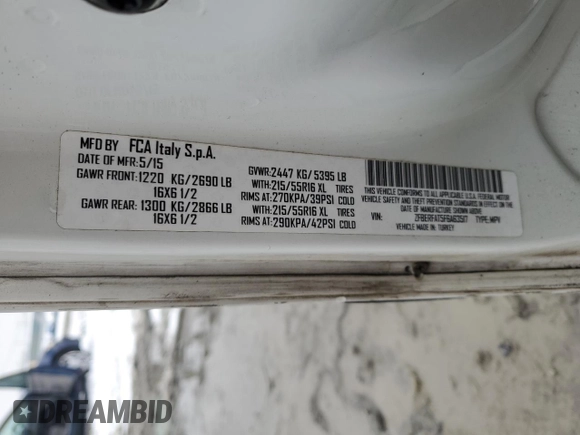 MFD BY FCA Italy S.p.A.
DATE OF MFR: 5/15
GAWR FRONT: 1220 KG/2690 LB
16X6 1/2
GAWR REAR: 1300 KG/2866 LB
16X6 1/2
GVWR: 2447 KG/5395 LB
WITH: 215/55R16 XL TIRES
RIMS AT: 270KPA/39PSI COLD
WITH: 215/55R16 XL TIRES
RIMS AT: 290KPA/42PSI COLD
THIS VEHICLE CONFORMS TO ALL APPLICABLE U.S.A. FEDERAL MOTOR
VEHICLE SAFETY AND THEFT PREVENTION STANDARDS IN EFFECT ON THE
DATE OF MANUFACTURE SHOWN ABOVE.
VIN: TYPE: MPV
VEHICLE MADE IN: TURKEY
DREAMBID